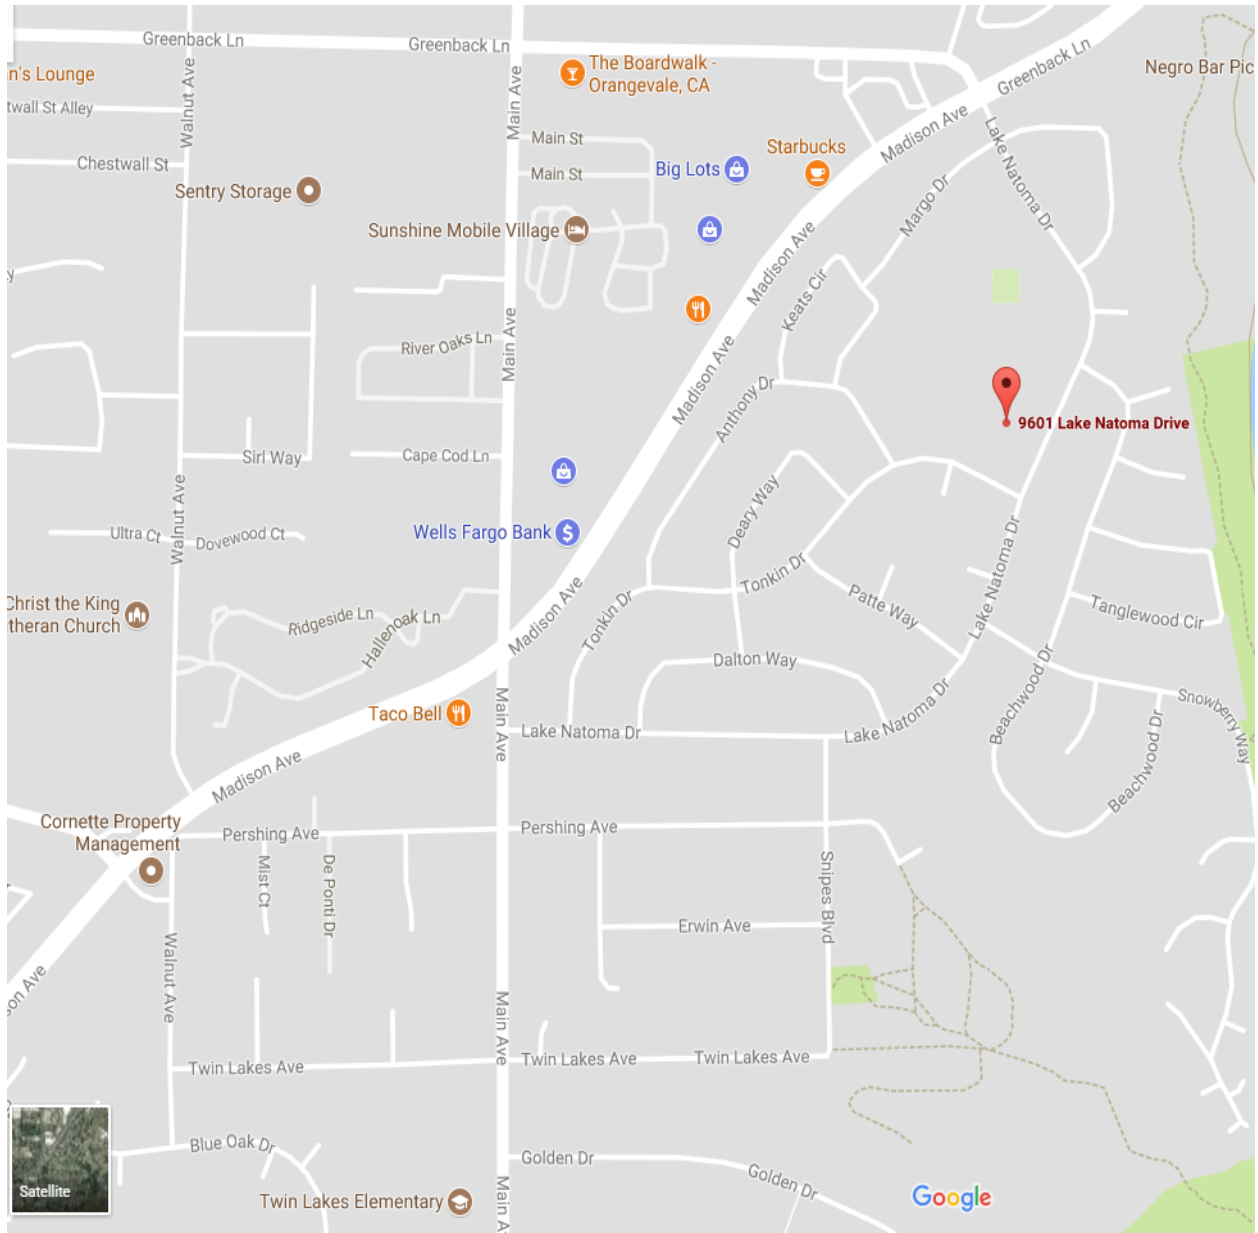 Greenback Ln
Greenback Ln
Greenback Ln
The Boardwalk -
Orangevale, CA
n's Lounge
Negro Bar Pic
Walnut Ave
Main Ave
twall St Alley
Madison Ave
Lake Natoma Dr
Main St
Starbucks
Chestwall St
Big Lots
Main St
Sentry Storage
Margo Dr
Sunshine Mobile Village
Madison Ave
Keats Cir
River Oaks Ln
Main Ave
Madison Ave
Anthony Dr
9601 Lake Natoma Drive
Sirl Way
Cape Cod Ln
Walnut Ave
Deary Way
Ultra Ct
Dovewood Ct
Wells Fargo Bank
Lake Natoma Dr
Tonkin Dr
Christ the King
theran Church
Ridgeside Ln
Hallenoak Ln
Madison Ave
Tonkin Dr
Patte Way
Tanglewood Cir
Dalton Way
Beachwood Dr
Snowberry Way
Taco Bell
Main Ave
Lake Natoma Dr
Lake Natoma Dr
Beachwood Dr
Madison Ave
Cornette Property
Management
Pershing Ave
Pershing Ave
Mist Ct
De Ponti Dr
Snipes Blvd
Erwin Ave
Walnut Ave
son Ave
Main Ave
Twin Lakes Ave
Twin Lakes Ave
Twin Lakes Ave
Blue Oak Dr
Golden Dr
Golden Dr
Satellite
Twin Lakes Elementary
Main A
Google